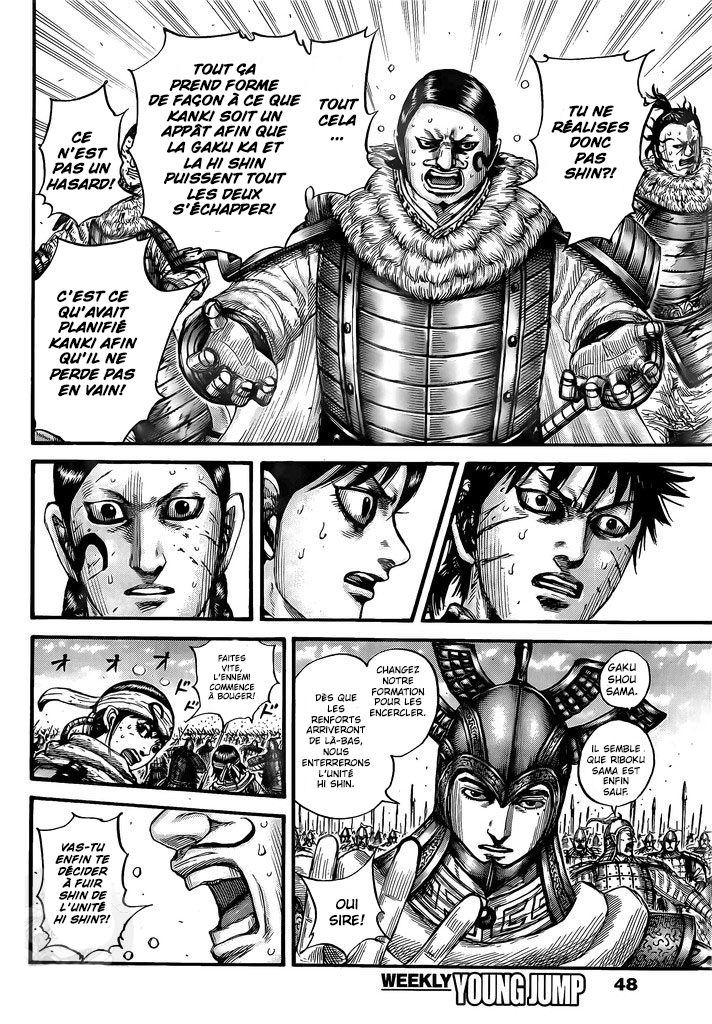 TU NE
RÉALISES
DONC
PAS
SHIN?!
TOUT
CELA
...
TOUT ÇA
PREND FORME
DE FAÇON À CE QUE
KANKI SOIT UN
APPÂT AFIN QUE
LA GAKU KA ET
LA HI SHIN
PUISSENT TOUT
LES DEUX
S'ÉCHAPPER!
CE
N'EST
PAS UN
HASARD!
C'EST CE
QU'AVAIT
PLANIFIÉ
KANKI AFIN
QU'IL NE
PERDE PAS
EN VAIN!
GAKU
SHOU
SAMA.
IL SEMBLE
QUE RIBOKU
SAMA EST
ENFIN
SAUF.
CHANGEZ
NOTRE
FORMATION
POUR LES
ENCERCLER.
DÈS QUE
LES
RENFORTS
ARRIVERONT
DE LÀ-BAS,
NOUS
ENTERRERONS
L'UNITÉ
HI SHIN.
OUI
SIRE!
FAITES
VITE,
L'ENNEMI
COMMENCE
À BOUGER!
オオオ
ドド
VAS-TU
ENFIN TE
DÉCIDER
À FUIR
SHIN DE
L'UNITÉ
HI SHIN?!
WEEKLY YOUNG JUMP 48